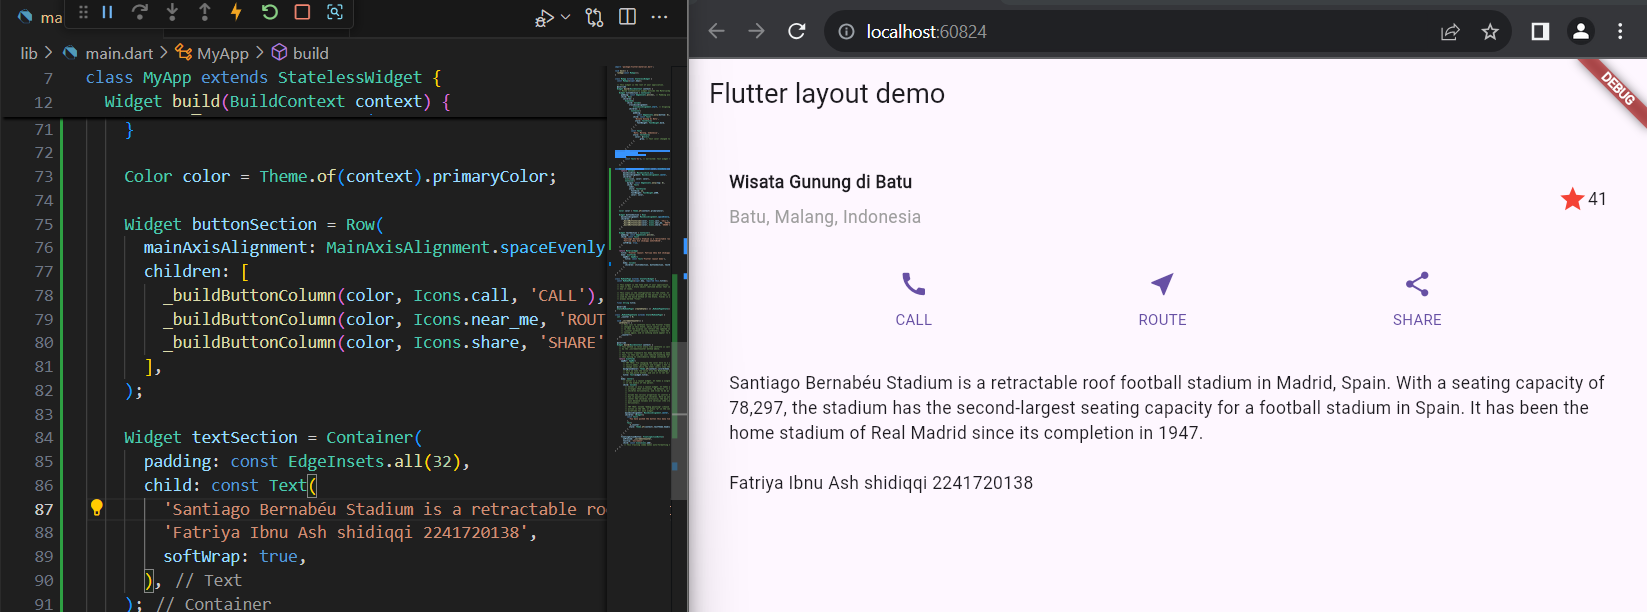 ma
lib > main.dart > MyApp > build
7 class MyApp extends StatelessWidget {
12 Widget build(BuildContext context) {
71 }
72
73 Color color = Theme.of(context).primaryColor;
74
75 Widget buttonSection = Row(
76 mainAxisAlignment: MainAxisAlignment.spaceEvenly
77 children: [
78 _buildButtonColumn(color, Icons.call, 'CALL'),
79 _buildButtonColumn(color, Icons.near_me, 'ROUT
80 _buildButtonColumn(color, Icons.share, 'SHARE'
81 ],
82 );
83
84 Widget textSection = Container(
85 padding: const EdgeInsets.all(32),
86 child: const Text(
87 'Santiago Bernabéu Stadium is a retractable ro
88 'Fatriya Ibnu Ash shidiqqi 2241720138',
89 softWrap: true,
90 ), // Text
91 ); // Container
localhost:60824
Flutter layout demo
DEBUG
Wisata Gunung di Batu
Batu, Malang, Indonesia
41
CALL ROUTE SHARE
Santiago Bernabéu Stadium is a retractable roof football stadium in Madrid, Spain. With a seating capacity of
78,297, the stadium has the second-largest seating capacity for a football stadium in Spain. It has been the
home stadium of Real Madrid since its completion in 1947.
Fatriya Ibnu Ash shidiqqi 2241720138